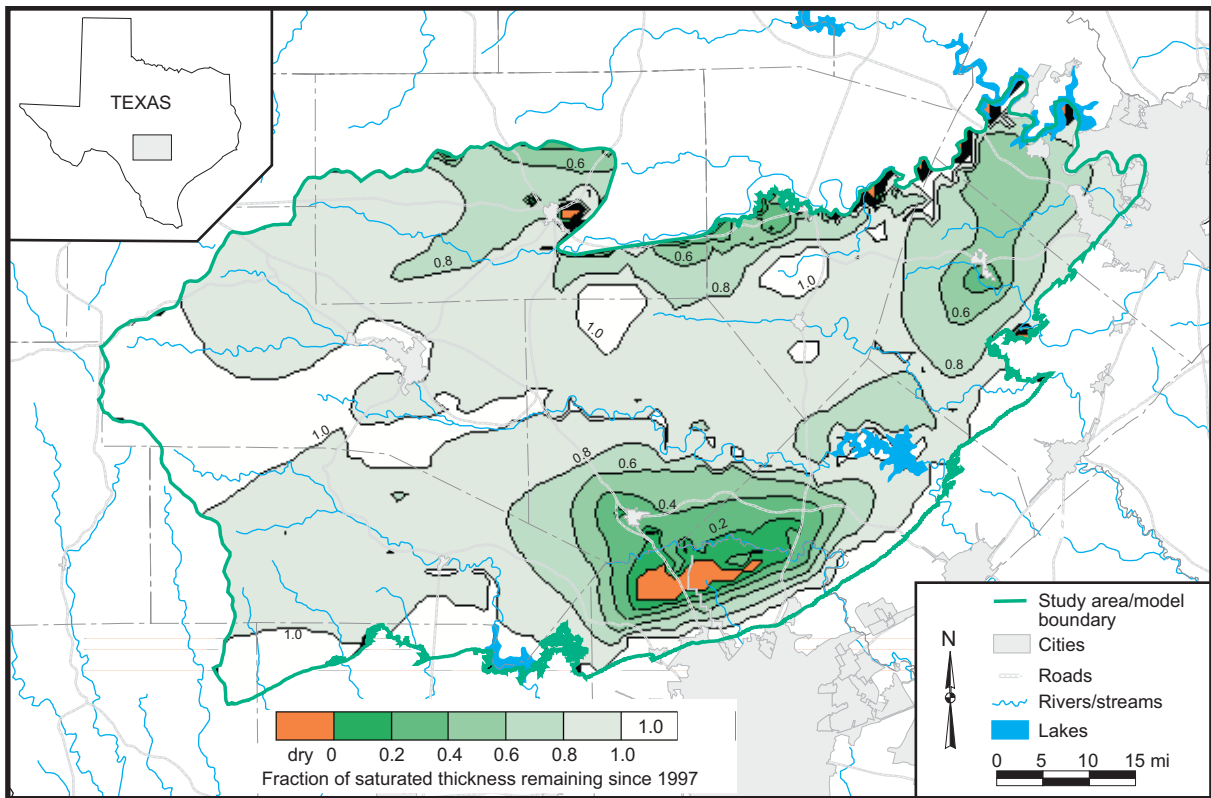 TEXAS
0.6
1
0.8
0.6
0.8
1.0
1.0
0.6
0.8
1.0
0.8
0.6
0.4
0.2
1.0
1.0
dry 0 0.2 0.4 0.6 0.8 1.0
Fraction of saturated thickness remaining since 1997
N
Study area/model
boundary
Cities
Roads
Rivers/streams
Lakes
0 5 10 15 mi